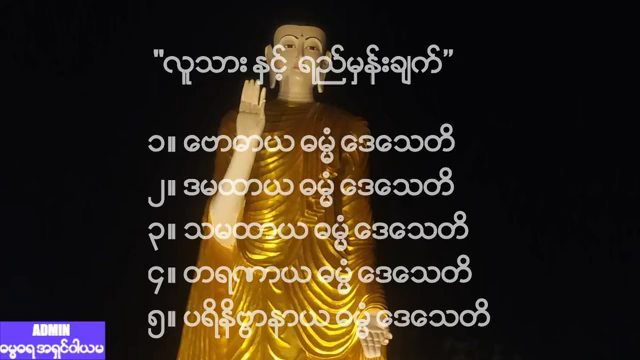 "လူသား နှင့် ရည်မှန်းချက်”
၁။ ဗောဓာယ ဓမ္မံ ဒေသေတိ
၂။ ဒမထာယ ဓမ္မံ ဒေသေတိ
၃။ သမထာယ ဓမ္မံ ဒေသေတိ
၄။ တရဏာယ ဓမ္မံ ဒေသေတိ
၅။ ပရိနိဗ္ဗာနာယ ဓမ္မံ ဒေသေတိ
ADMIN
ဓမ္မဓရ အရှင်ဝါယမ